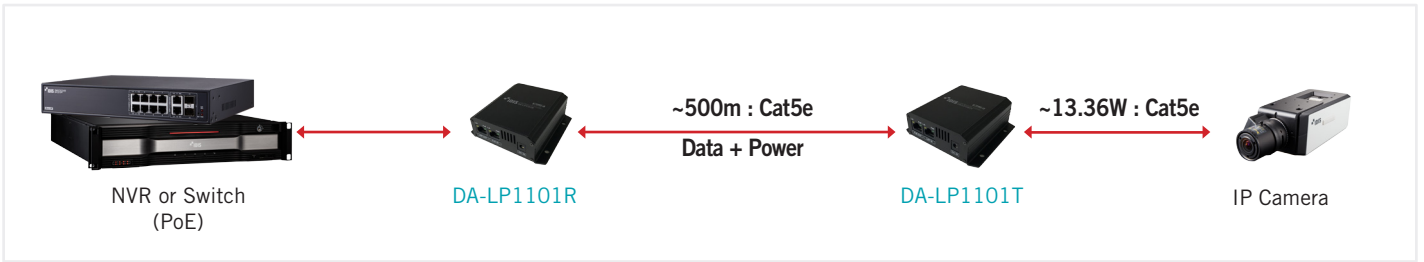 ~500m : Cat5e
~13.36W : Cat5e
Data + Power
NVR or Switch
(PoE)
DA-LP1101R
DA-LP1101T
IP Camera